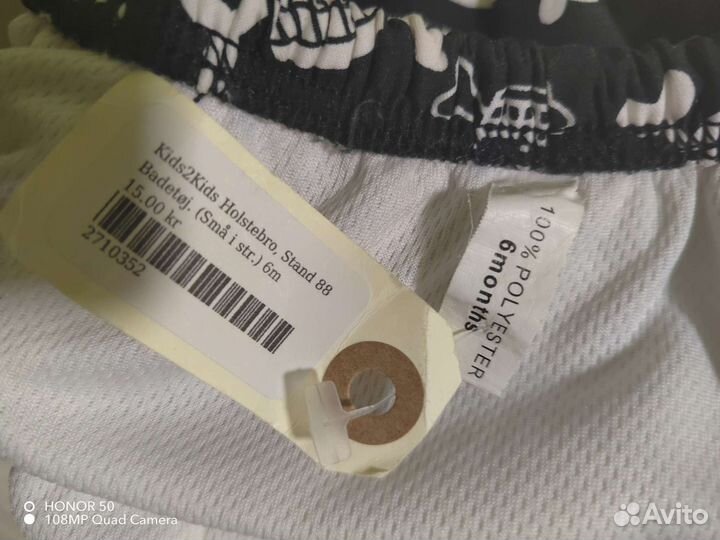 Kids2Kids Holstebro, Stand 88
Badetøj. (Små i str.) 6m
15.00 kr
2710352
100% POLYESTER
6months
HONOR 50
108MP Quad Camera
Avito